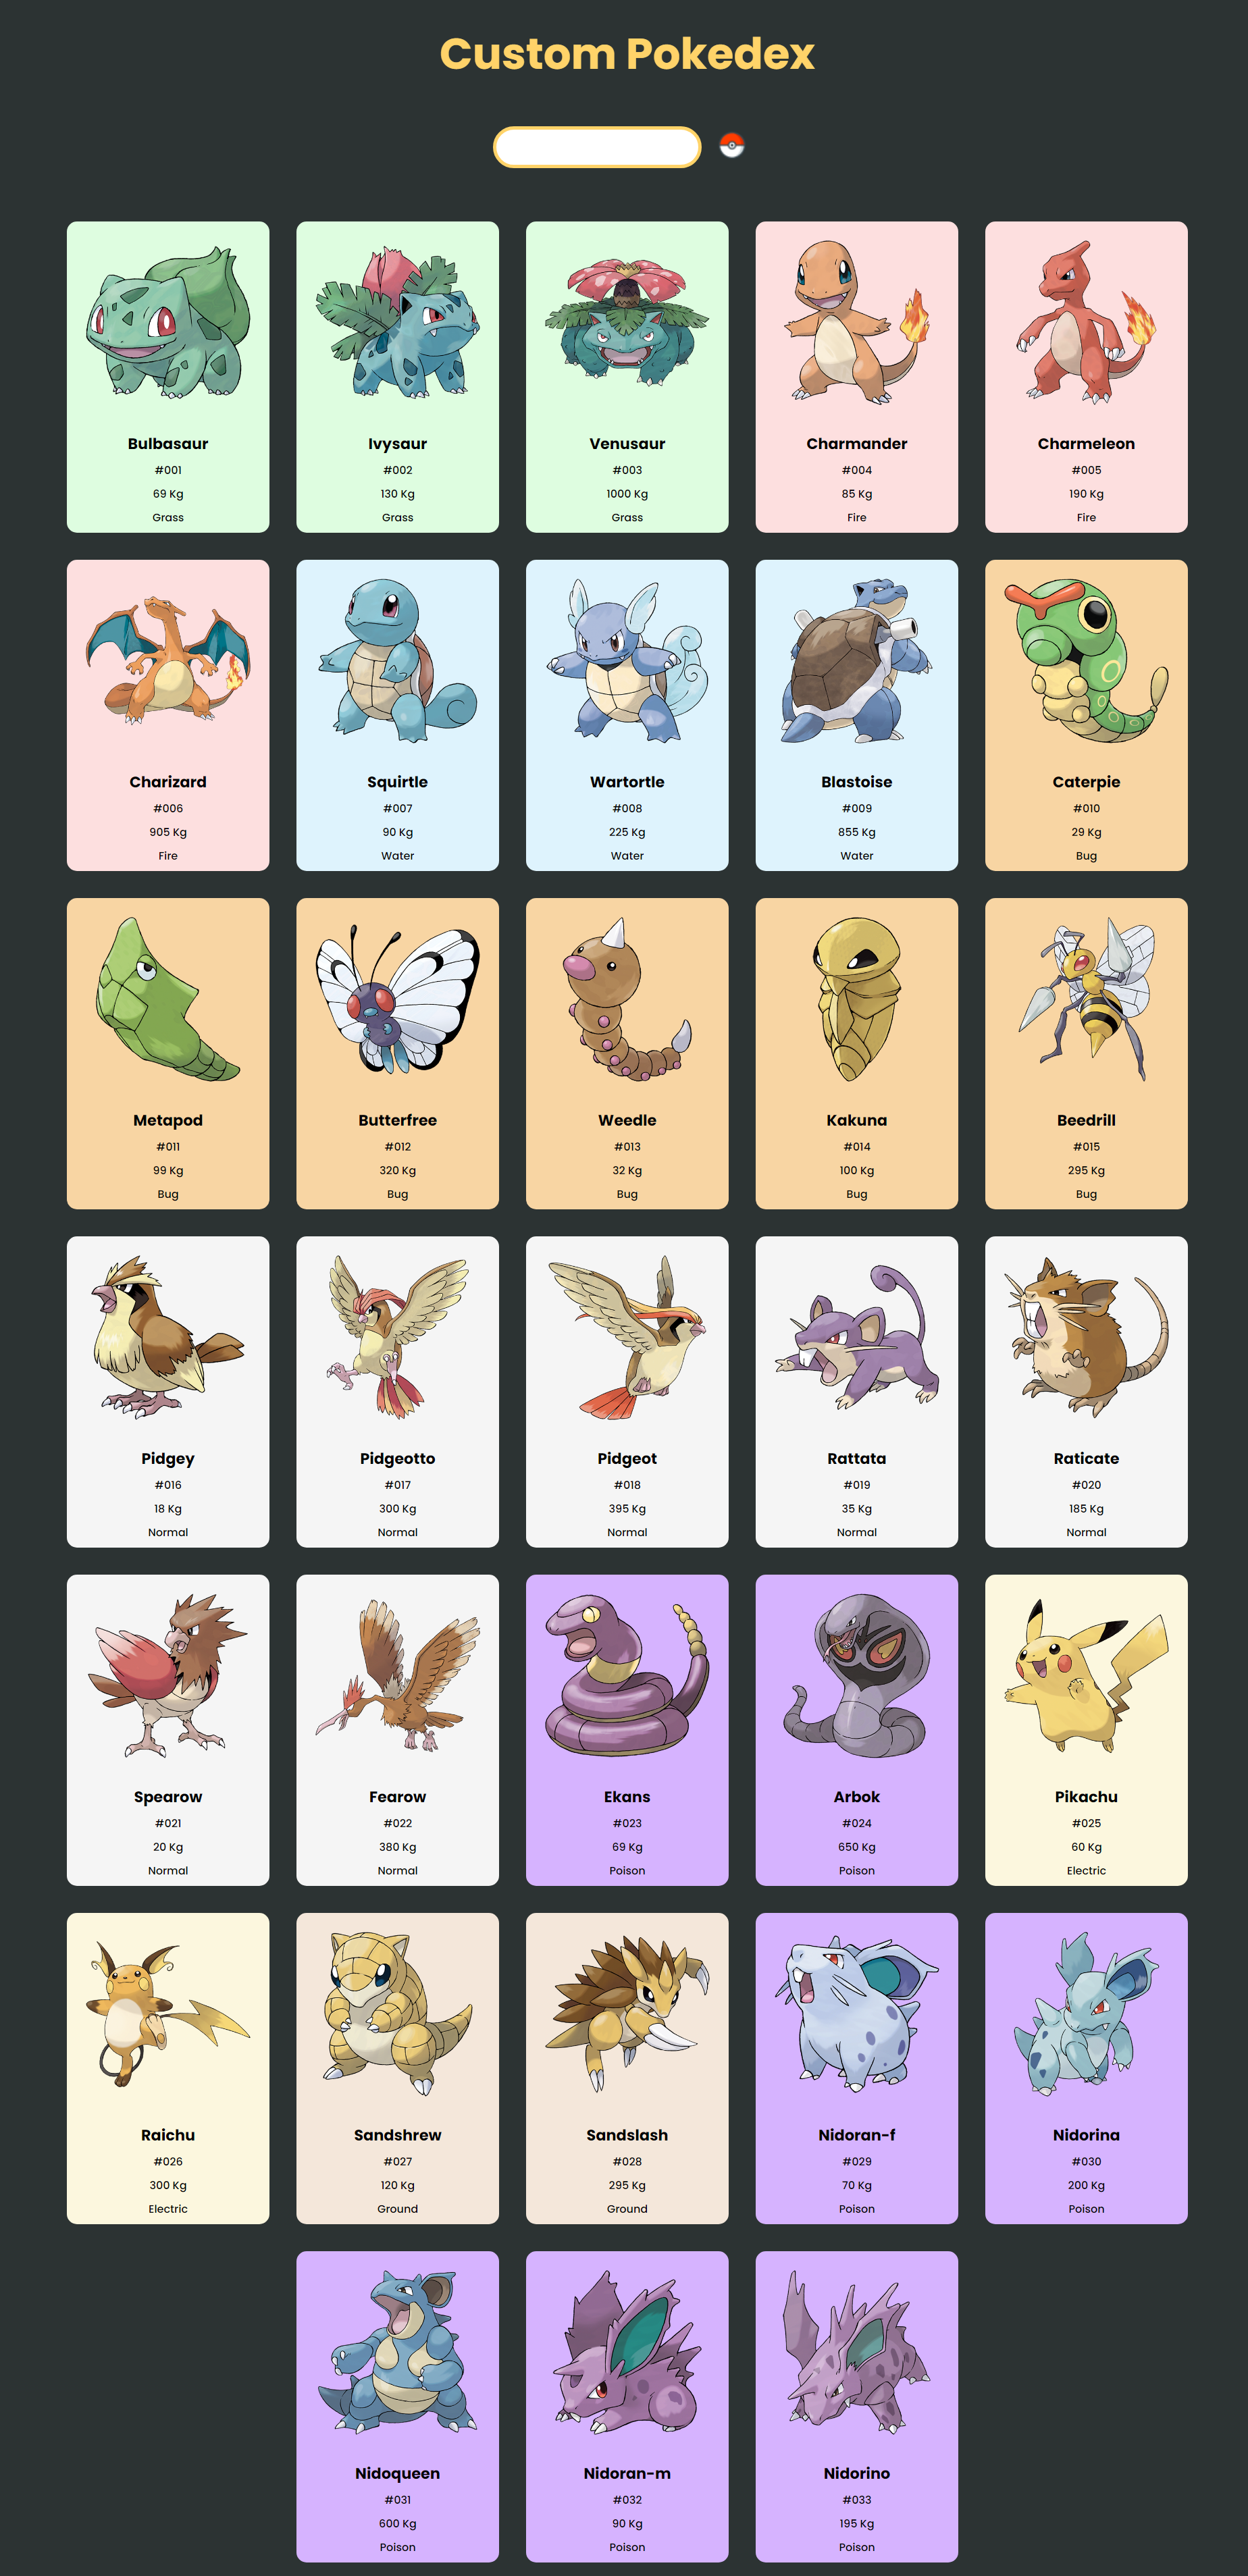 Custom Pokedex
Bulbasaur
#001
69 Kg
Grass
Ivysaur
#002
130 Kg
Grass
Venusaur
#003
1000 Kg
Grass
Charmander
#004
85 Kg
Fire
Charmeleon
#005
190 Kg
Fire
Charizard
#006
905 Kg
Fire
Squirtle
#007
90 Kg
Water
Wartortle
#008
225 Kg
Water
Blastoise
#009
855 Kg
Water
Caterpie
#010
29 Kg
Bug
Metapod
#011
99 Kg
Bug
Butterfree
#012
320 Kg
Bug
Weedle
#013
32 Kg
Bug
Kakuna
#014
100 Kg
Bug
Beedrill
#015
295 Kg
Bug
Pidgey
#016
18 Kg
Normal
Pidgeotto
#017
300 Kg
Normal
Pidgeot
#018
395 Kg
Normal
Rattata
#019
35 Kg
Normal
Raticate
#020
185 Kg
Normal
Spearow
#021
20 Kg
Normal
Fearow
#022
380 Kg
Normal
Ekans
#023
69 Kg
Poison
Arbok
#024
650 Kg
Poison
Pikachu
#025
60 Kg
Electric
Raichu
#026
300 Kg
Electric
Sandshrew
#027
120 Kg
Ground
Sandslash
#028
295 Kg
Ground
Nidoran-f
#029
70 Kg
Poison
Nidorina
#030
200 Kg
Poison
Nidoqueen
#031
600 Kg
Poison
Nidoran-m
#032
90 Kg
Poison
Nidorino
#033
195 Kg
Poison